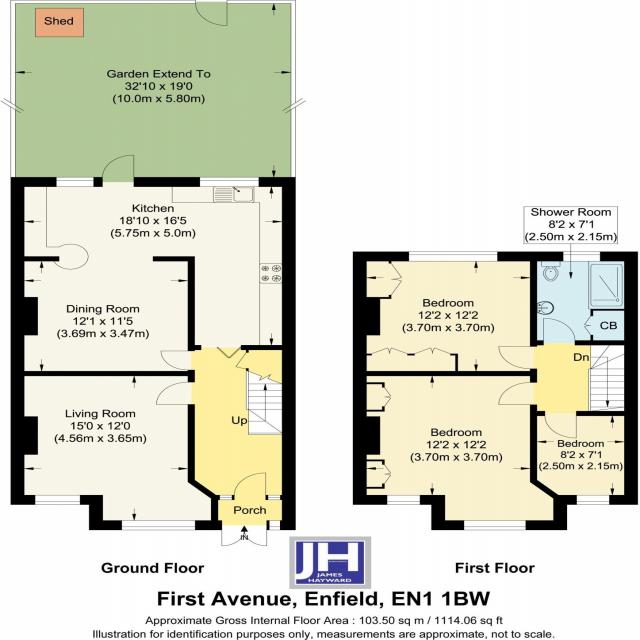 Shed
Garden Extend To
32'10 x 19'0
(10.0m x 5.80m)
Kitchen
18'10 x 16'5
(5.75m x 5.0m)
Dining Room
12'1 x 11'5
(3.69m x 3.47m)
Living Room
15'0 x 12'0
(4.56m x 3.65m)
Up
Porch
IN
Shower Room
8'2 x 7'1
(2.50m x 2.15m)
Bedroom
12'2 x 12'2
(3.70m x 3.70m)
CB
Dn
Bedroom
12'2 x 12'2
(3.70m x 3.70m)
Bedroom
8'2 x 7'1
(2.50m x 2.15m)
Ground Floor
JH
JAMES
HAYWARD
First Floor
First Avenue, Enfield, EN1 1BW
Approximate Gross Internal Floor Area : 103.50 sq m / 1114.06 sq ft
Illustration for identification purposes only, measurements are approximate, not to scale.